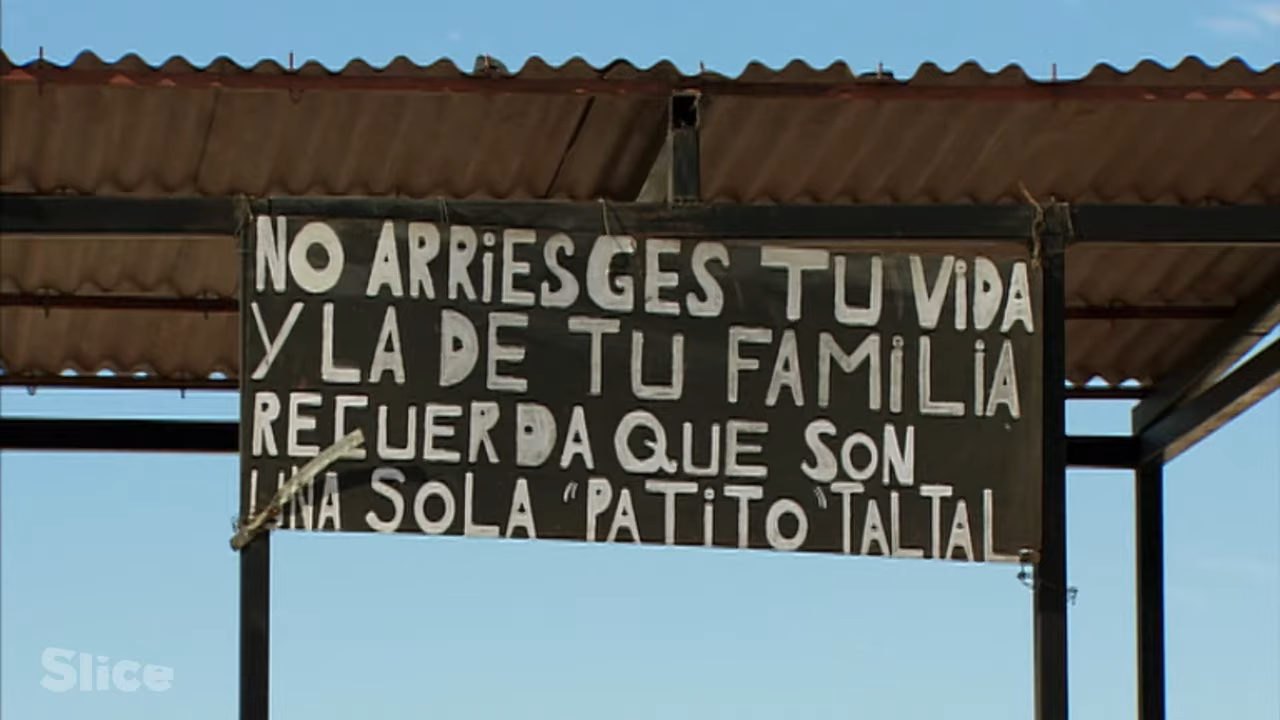 NO ARRiESGES TU ViDA
Y LA DE TU FAMiLiA
RECUERDA QUE SON
UNA SOLA "PATiTO" TALTAL
Slice